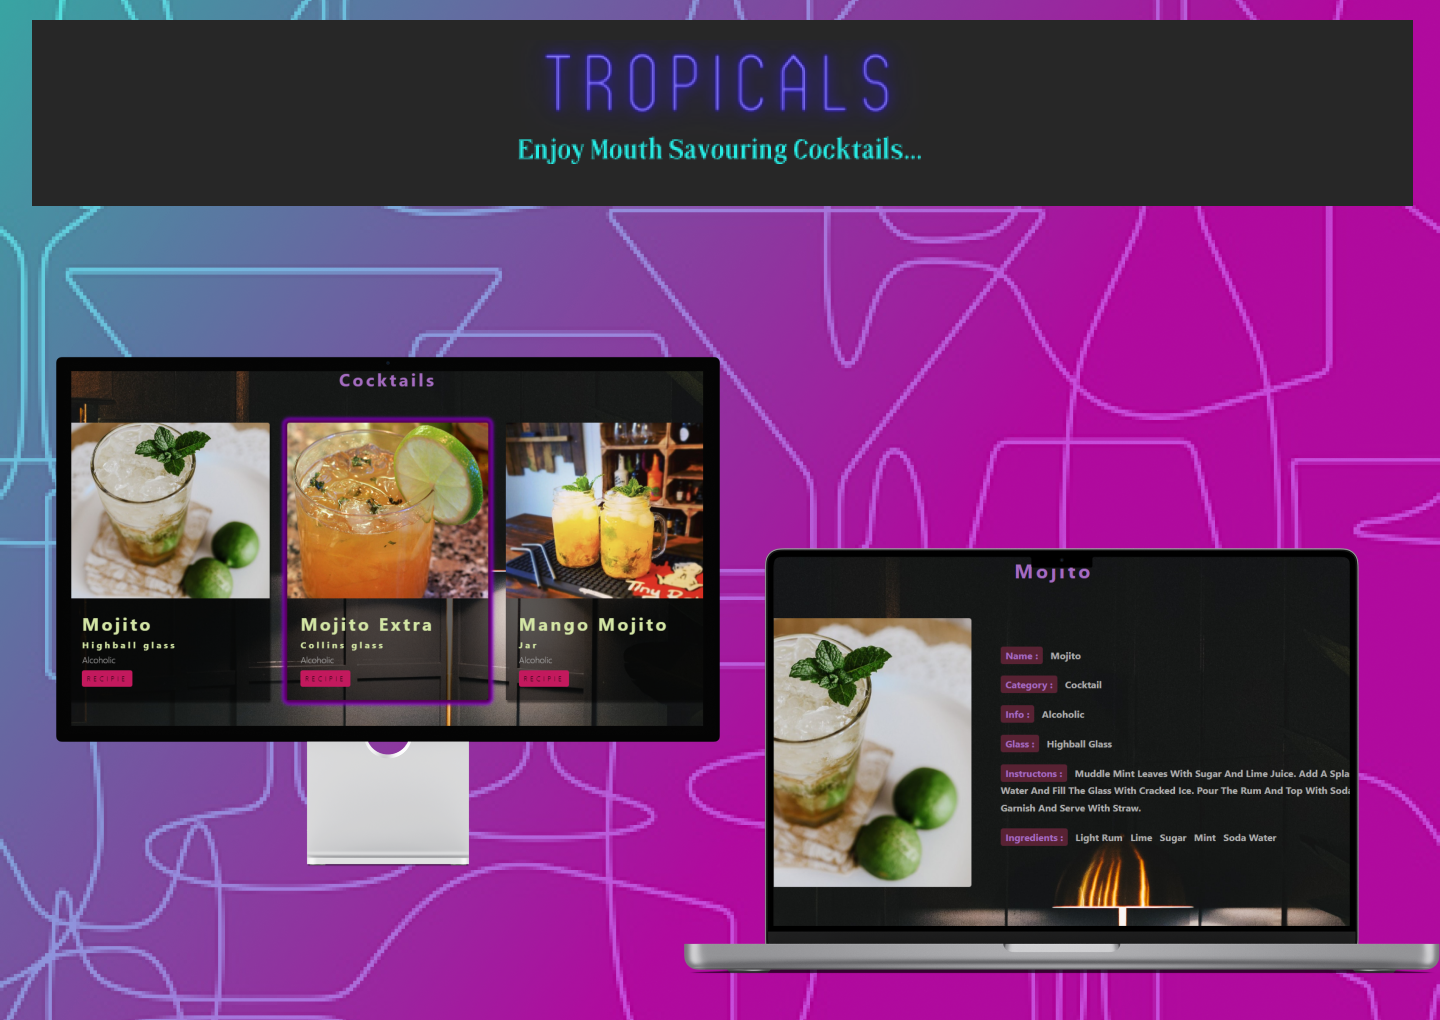 TROPICALS
Enjoy Mouth Savouring Cocktails...
Cocktails
Mojito
Highball glass
Alcoholic
RECIPIE
Mojito Extra
Collins glass
Alcoholic
RECIPIE
Tiny
Mango Mojito
Jar
Alcoholic
RECIPIE
Mojito
Name : Mojito
Category : Cocktail
Info : Alcoholic
Glass : Highball Glass
Instructons : Muddle Mint Leaves With Sugar And Lime Juice. Add A Spla
Water And Fill The Glass With Cracked Ice. Pour The Rum And Top With Soda
Garnish And Serve With Straw.
Ingredients : Light Rum Lime Sugar Mint Soda Water